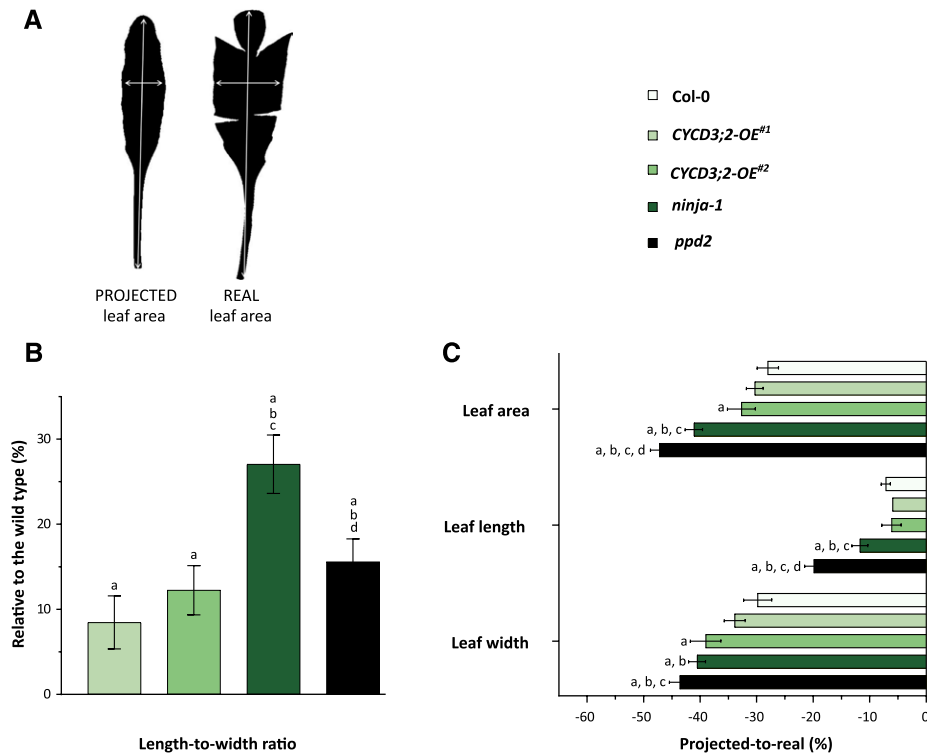 A
PROJECTED
leaf area
REAL
leaf area
Col-0
CYCD3;2-OE#1
CYCD3;2-OE#2
ninja-1
ppd2
B
Relative to the wild type (%)
30
20
10
0
a
a
a
b
c
a
b
d
Length-to-width ratio
C
Leaf area
a
a, b, c
a, b, c, d
Leaf length
a, b, c
a, b, c, d
Leaf width
a
a, b
a, b, c
-60 -50 -40 -30 -20 -10 0
Projected-to-real (%)